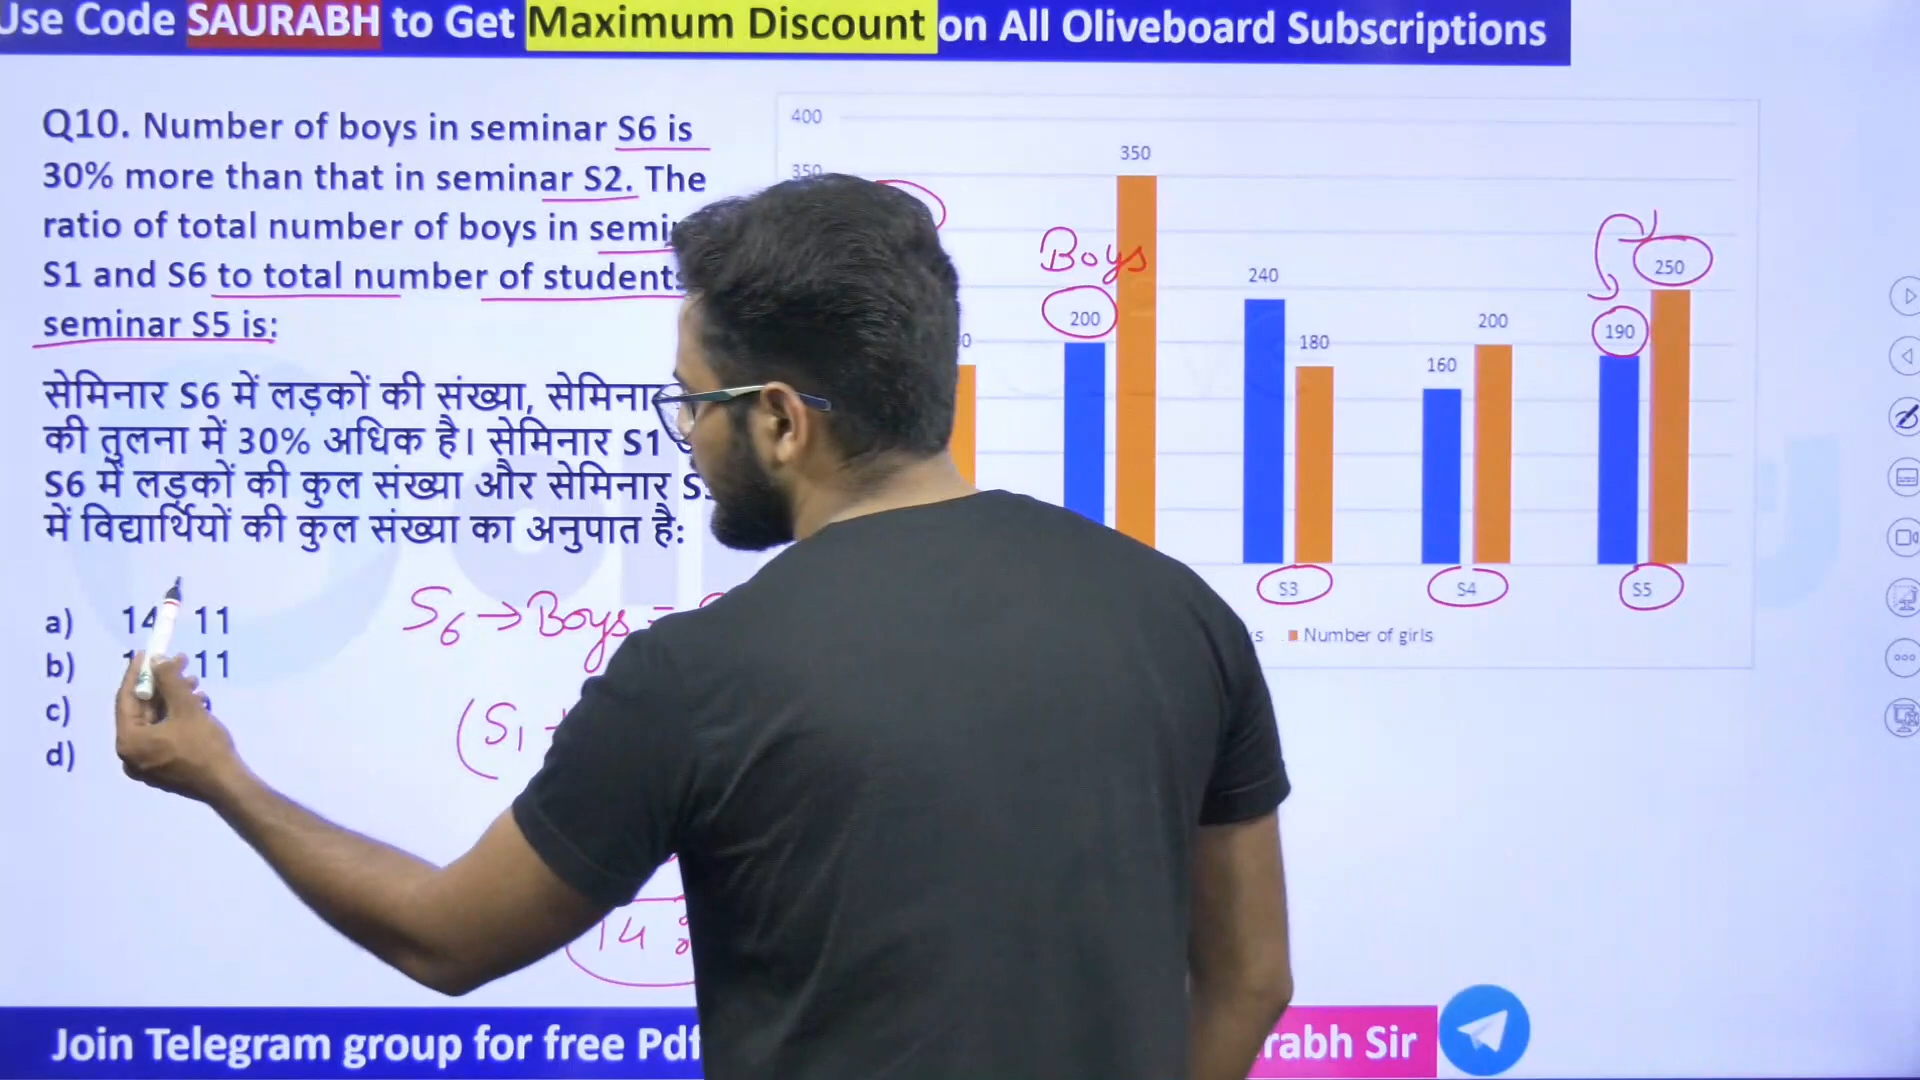 Use Code SAURABH to Get Maximum Discount on All Oliveboard Subscriptions
Q10. Number of boys in seminar S6 is
30% more than that in seminar S2. The
ratio of total number of boys in
S1 and S6 to total number of students
seminar S5 is:
सेमिनार S6 में लड़कों की संख्या,
की तुलना में 30% अधिक है। सेमिनार S1
S6 में लड़कों की कुल संख्या और सेमिनार
में विद्यार्थियों की कुल संख्या का अनुपात है:
a) 14 11
b) 11
c)
d)
S6 → Boys =
(S1 +
14 :
400
350
350
Boys
200
240
180
160
200
190
250
S3
S4
S5
Number of girls
Join Telegram group for free Pdf
Sir